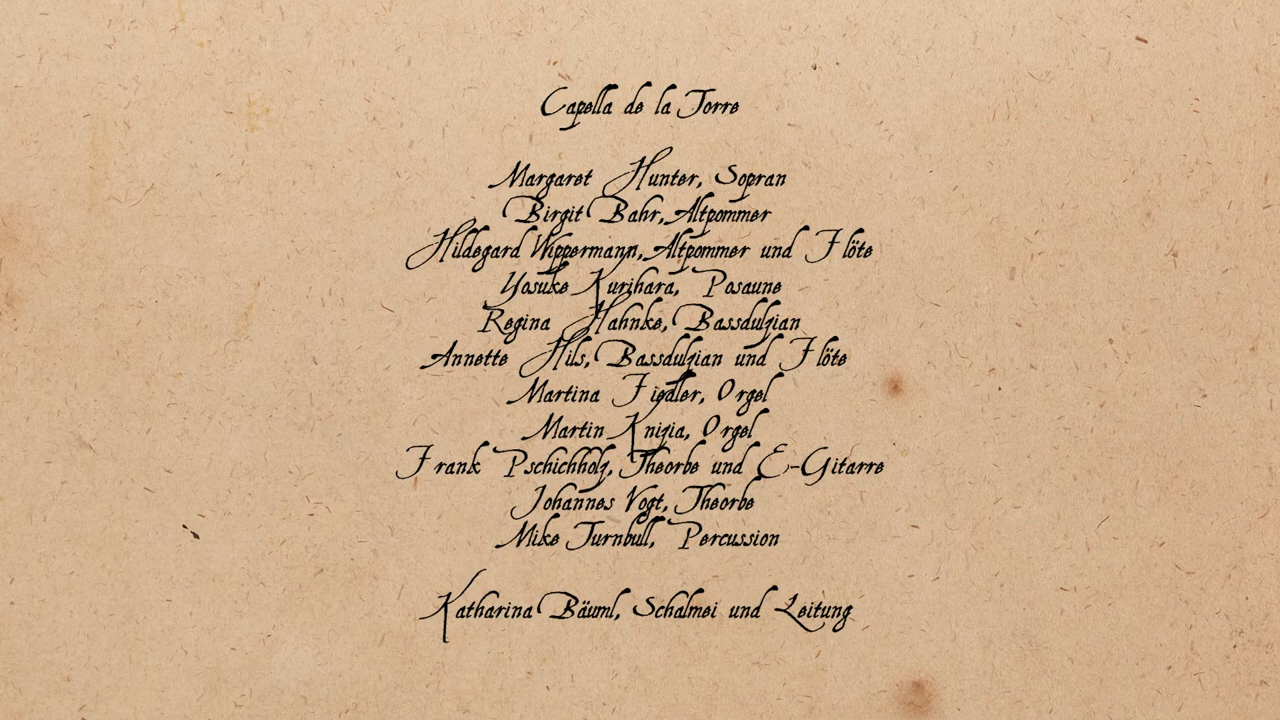 Capella de la Torre
Margaret Hunter, Sopran
Birgit Bahr, Altpommer
Hildegard Wippermann, Altpommer und Flöte
Yosuke Kurihara, Posaune
Regina Hahnke, Bassdulzian
Annette Hils, Bassdulzian und Flöte
Martina Fiedler, Orgel
Martin Knizia, Orgel
Frank Pschichholz, Theorbe und E-Gitarre
Johannes Vogt, Theorbe
Mike Turnbull, Percussion
Katharina Bäuml, Schalmei und Leitung